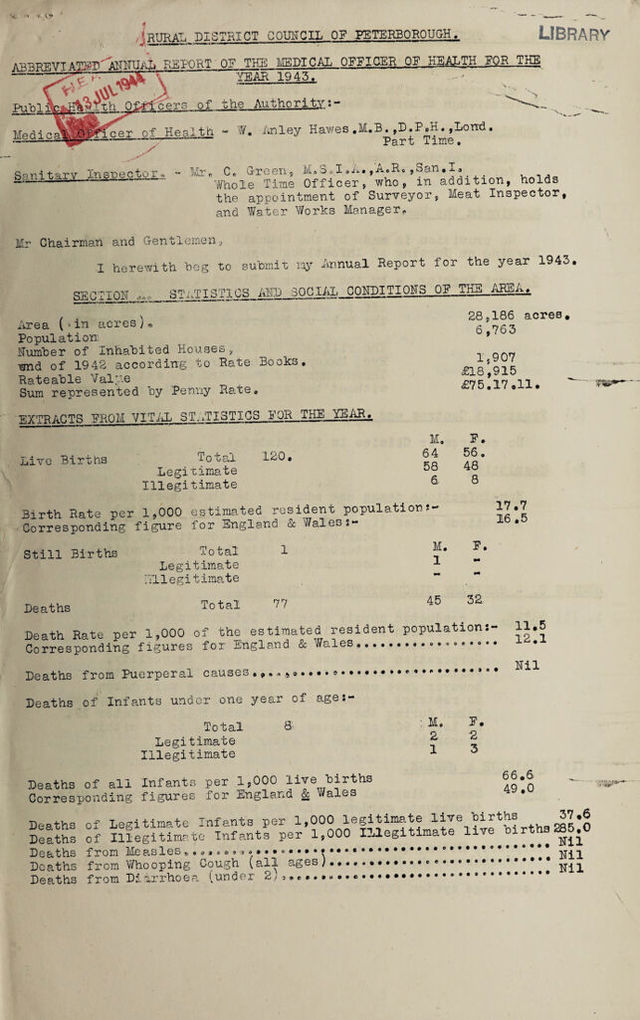 RURAL DISTRICT COUNCIL OF PETERBOROUGH.
LIBRARY
ABBREVIATED ANNUAL REPORT OF THE MEDICAL OFFICER OF HEALTH FOR THE
YEAR 1943.
13 JUL 1944
Public Health Officers of the Authority:-
Medical Officer of Health - W. Anley Hawes.M.B.,D.P.H.,Lond.
Part Time.
Sanitary Inspector. - Mr. C. Green, M.S.I.A.,A.R.,San.I.
Whole Time Officer, who, in addition, holds
the appointment of Surveyor, Meat Inspector,
and Water Works Manager.
Mr Chairman and Gentlemen,
I herewith beg to submit my Annual Report for the year 1943.
SECTION STATISTICS AND SOCIAL CONDITIONS OF THE AREA.
Area (in acres). 28,186 acres.
Population 6,763
Number of Inhabited Houses,
end of 1942 according to Rate Books. 1,907
Rateable Value £18,915
Sum represented by Penny Rate. £75.17.11.
EXTRACTS FROM VITAL STATISTICS FOR THE YEAR.
M. F.
Live Births Total 120. 64 56.
Legitimate 58 48
Illegitimate 6 8
Birth Rate per 1,000 estimated resident population:- 17.7
Corresponding figure for England & Wales:- 16.5
Still Births Total 1 M. F.
Legitimate 1 -
Illegitimate - -
Deaths Total 77 45 32
Death Rate per 1,000 of the estimated resident population:- 11.5
Corresponding figures for England & Wales.................. 12.1
Deaths from Puerperal causes............................... Nil
Deaths of Infants under one year of age:-
Total 8 M. F.
Legitimate 2 2
Illegitimate 1 3
Deaths of all Infants per 1,000 live births 66.6
Corresponding figures for England & Wales 49.0
Deaths of Legitimate Infants per 1,000 legitimate live births 37.6
Deaths of Illegitimate Infants per 1,000 Illegitimate live births 285.0
Deaths from Measles........................................ Nil
Deaths from Whooping Cough (all ages)...................... Nil
Deaths from Diarrhoea (under 2)............................ Nil